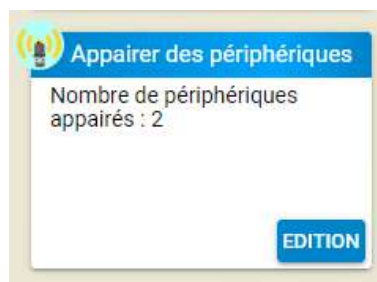 Appairer des périphériques
Nombre de périphériques
appairés : 2
EDITION